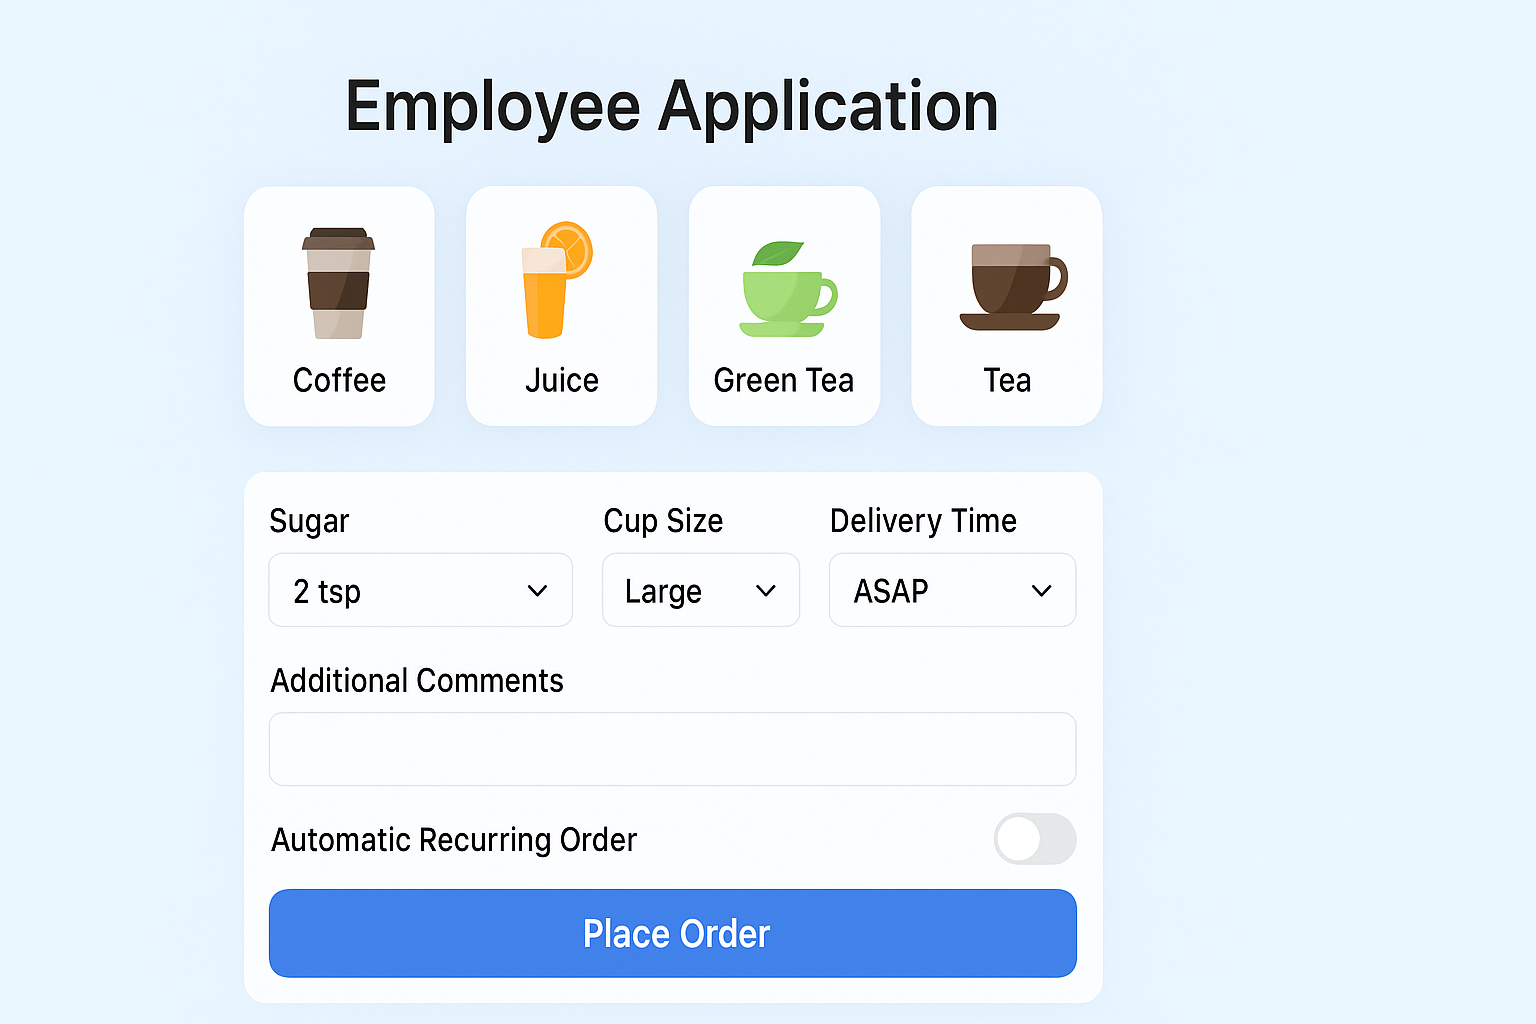 Employee Application
Coffee
Juice
Green Tea
Tea
Sugar
Cup Size
Delivery Time
2 tsp
Large
ASAP
Additional Comments
Automatic Recurring Order
Place Order